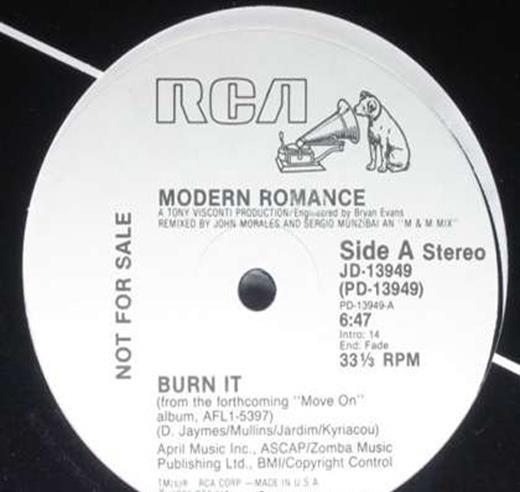 RCA
MODERN ROMANCE
A TONY VISCONTI PRODUCTION/Engineered by Bryan Evans
REMIXED BY JOHN MORALES AND SERGIO MUNZIBAI AN "M & M MIX"
NOT FOR SALE
Side A Stereo
JD-13949
(PD-13949)
PD-13949-A
6:47
Intro: 14
End: Fade
33⅓ RPM
BURN IT
(from the forthcoming "Move On"
album, AFL1-5397)
(D. Jaymes/Mullins/Jardim/Kyriacou)
April Music Inc., ASCAP/Zomba Music
Publishing Ltd., BMI/Copyright Control
RCA CORP —MADE IN U.S.A